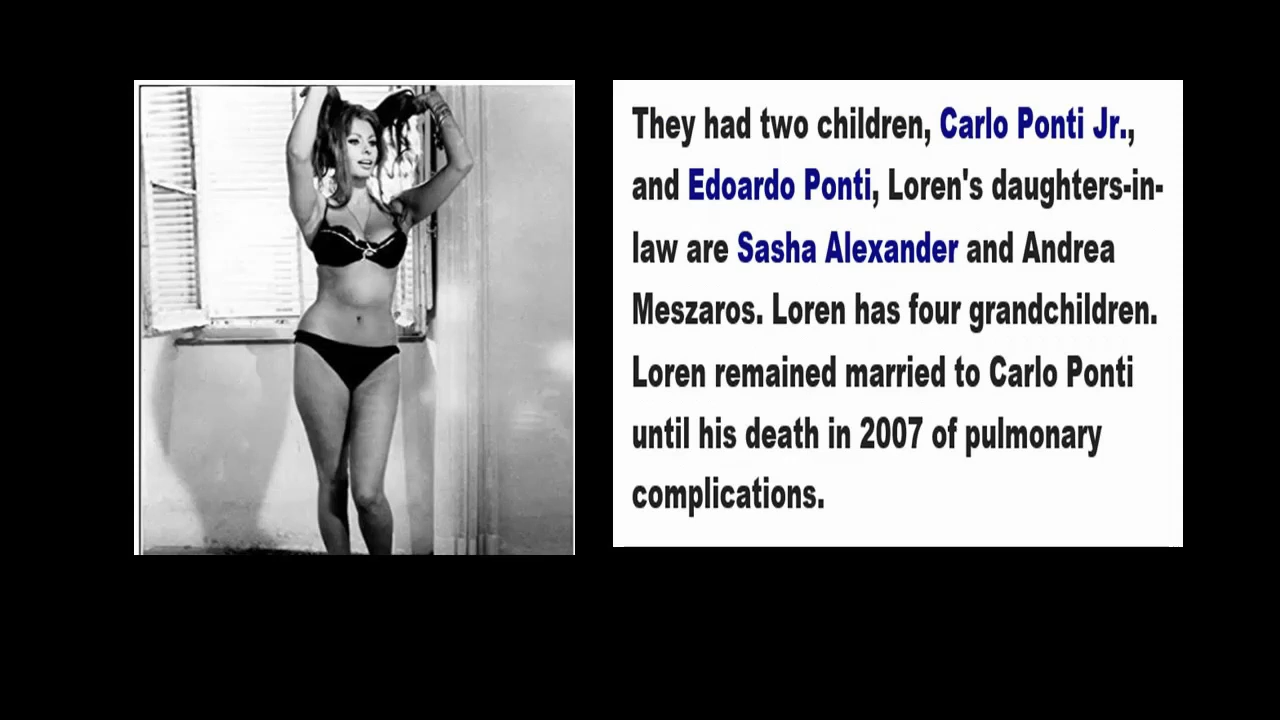 They had two children, Carlo Ponti Jr.,
and Edoardo Ponti, Loren's daughters-in-
law are Sasha Alexander and Andrea
Meszaros. Loren has four grandchildren.
Loren remained married to Carlo Ponti
until his death in 2007 of pulmonary
complications.